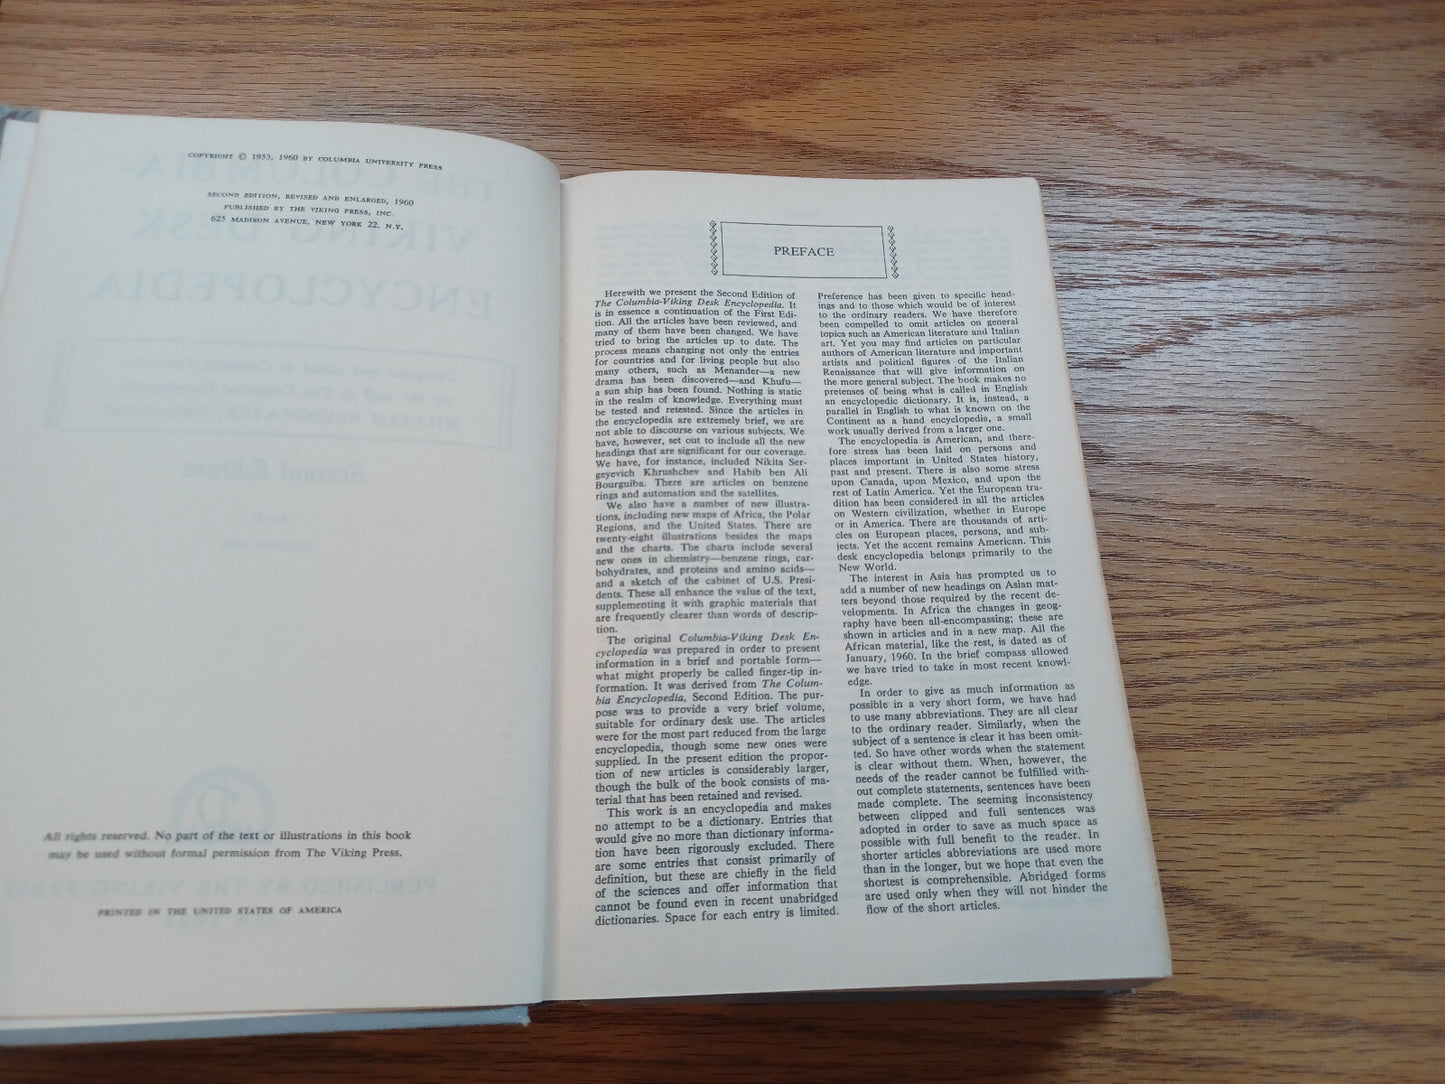 COPYRIGHT © 1953, 1960 BY COLUMBIA UNIVERSITY PRESS
SECOND EDITION, REVISED AND ENLARGED, 1960
PUBLISHED BY THE VIKING PRESS, INC.
625 MADISON AVENUE, NEW YORK 22, N.Y.
All rights reserved. No part of the text or illustrations in this book
may be used without formal permission from The Viking Press.
PRINTED IN THE UNITED STATES OF AMERICA
PREFACE
Herewith we present the Second Edition of
The Columbia-Viking Desk Encyclopedia. It
is in essence a continuation of the First Edi-
tion. All the articles have been reviewed, and
many of them have been changed. We have
tried to bring the articles up to date. The
process means changing not only the entries
for countries and for living people but also
many others, such as Menander—a new
drama has been discovered—and Khufu—
a sun ship has been found. Nothing is static
in the realm of knowledge. Everything must
be tested and retested. Since the articles in
the encyclopedia are extremely brief, we are
not able to discourse on various subjects. We
have, however, set out to include all the new
headings that are significant for our coverage.
We have, for instance, included Nikita Ser-
geyevich Khrushchev and Habib ben Ali
Bourguiba. There are articles on benzene
rings and automation and the satellites.
We also have a number of new illustra-
tions, including new maps of Africa, the Polar
Regions, and the United States. There are
twenty-eight illustrations besides the maps
and the charts. The charts include several
new ones in chemistry—benzene rings, car-
bohydrates, and proteins and amino acids—
and a sketch of the cabinet of U.S. Presi-
dents. These all enhance the value of the text,
supplementing it with graphic materials that
are frequently clearer than words of descrip-
tion.
The original Columbia-Viking Desk En-
cyclopedia was prepared in order to present
information in a brief and portable form—
what might properly be called finger-tip in-
formation. It was derived from The Colum-
bia Encyclopedia, Second Edition. The pur-
pose was to provide a very brief volume,
suitable for ordinary desk use. The articles
were for the most part reduced from the large
encyclopedia, though some new ones were
supplied. In the present edition the propor-
tion of new articles is considerably larger,
though the bulk of the book consists of ma-
terial that has been retained and revised.
This work is an encyclopedia and makes
no attempt to be a dictionary. Entries that
would give no more than dictionary informa-
tion have been rigorously excluded. There
are some entries that consist primarily of
definition, but these are chiefly in the field
of the sciences and offer information that
cannot be found even in recent unabridged
dictionaries. Space for each entry is limited.
Preference has been given to specific head-
ings and to those which would be of interest
to the ordinary readers. We have therefore
been compelled to omit articles on general
topics such as American literature and Italian
art. Yet you may find articles on particular
authors of American literature and important
artists and political figures of the Italian
Renaissance that will give information on
the more general subject. The book makes no
pretenses of being what is called in English
an encyclopedic dictionary. It is, instead, a
parallel in English to what is known on the
Continent as a hand encyclopedia, a small
work usually derived from a larger one.
The encyclopedia is American, and there-
fore stress has been laid on persons and
places important in United States history,
past and present. There is also some stress
upon Canada, upon Mexico, and upon the
rest of Latin America. Yet the European tra-
dition has been considered in all the articles
on Western civilization, whether in Europe
or in America. There are thousands of arti-
cles on European places, persons, and sub-
jects. Yet the accent remains American. This
desk encyclopedia belongs primarily to the
New World.
The interest in Asia has prompted us to
add a number of new headings on Asian mat-
ters beyond those required by the recent de-
velopments. In Africa the changes in geog-
raphy have been all-encompassing; these are
shown in articles and in a new map. All the
African material, like the rest, is dated as of
January, 1960. In the brief compass allowed
we have tried to take in most recent knowl-
edge.
In order to give as much information as
possible in a very short form, we have had
to use many abbreviations. They are all clear
to the ordinary reader. Similarly, when the
subject of a sentence is clear it has been omit-
ted. So have other words when the statement
is clear without them. When, however, the
needs of the reader cannot be fulfilled with-
out complete statements, sentences have been
made complete. The seeming inconsistency
between clipped and full sentences was
adopted in order to save as much space as
possible with full benefit to the reader. In
shorter articles abbreviations are used more
than in the longer, but we hope that even the
shortest is comprehensible. Abridged forms
are used only when they will not hinder the
flow of the short articles.